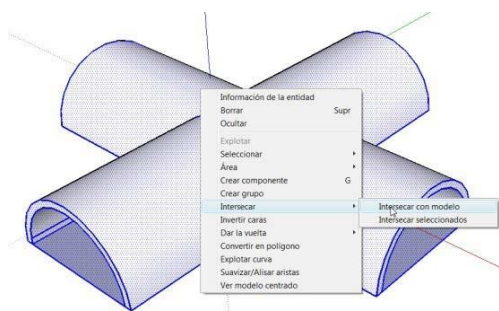 Información de la entidad
Borrar Supr
Ocultar
Explotar
Seleccionar
Área
Crear componente G
Crear grupo
Intersecar
Intersecar con modelo
Invertir caras
Intersecar seleccionados
Dar la vuelta
Convertir en polígono
Explotar curva
Suavizar/Alisar aristas
Ver modelo centrado